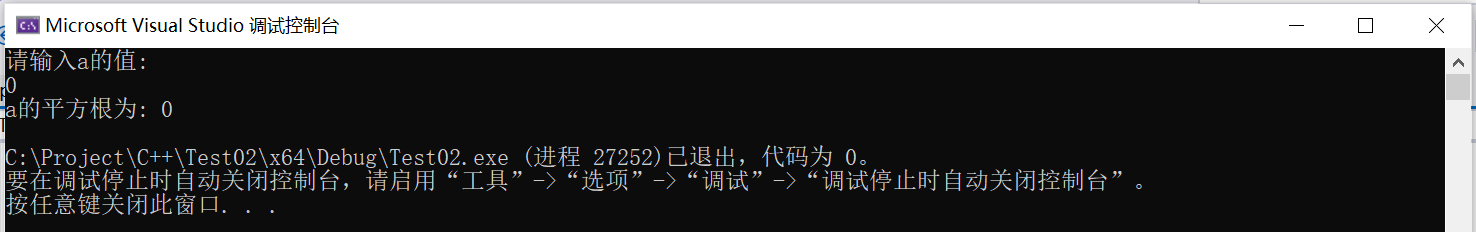 Microsoft Visual Studio 调试控制台
请输入a的值:
0
a的平方根为: 0
C:\Project\C++\Test02\x64\Debug\Test02.exe (进程 27252)已退出，代码为 0。
要在调试停止时自动关闭控制台，请启用“工具”->“选项”->“调试”->“调试停止时自动关闭控制台”。
按任意键关闭此窗口. . .